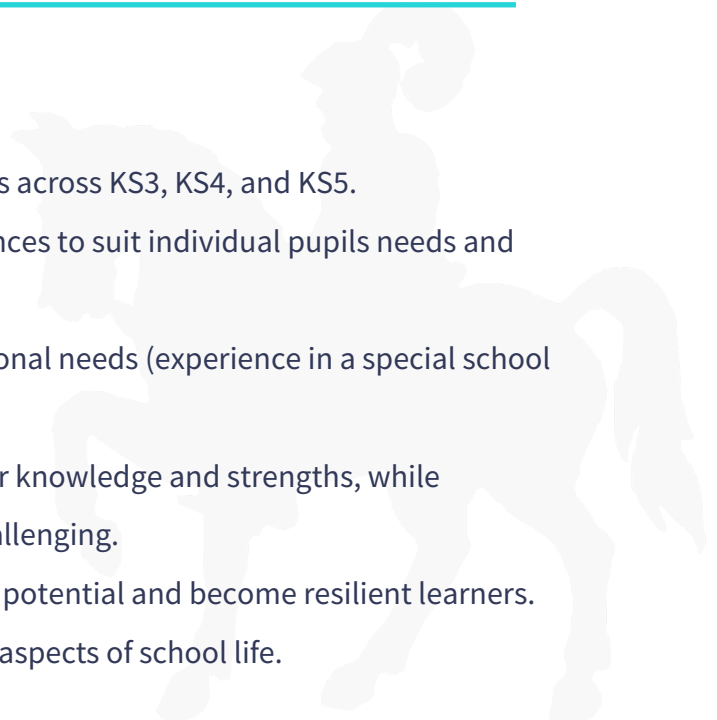 s across KS3, KS4, and KS5.
nces to suit individual pupils needs and
onal needs (experience in a special school
r knowledge and strengths, while
allenging.
potential and become resilient learners.
aspects of school life.